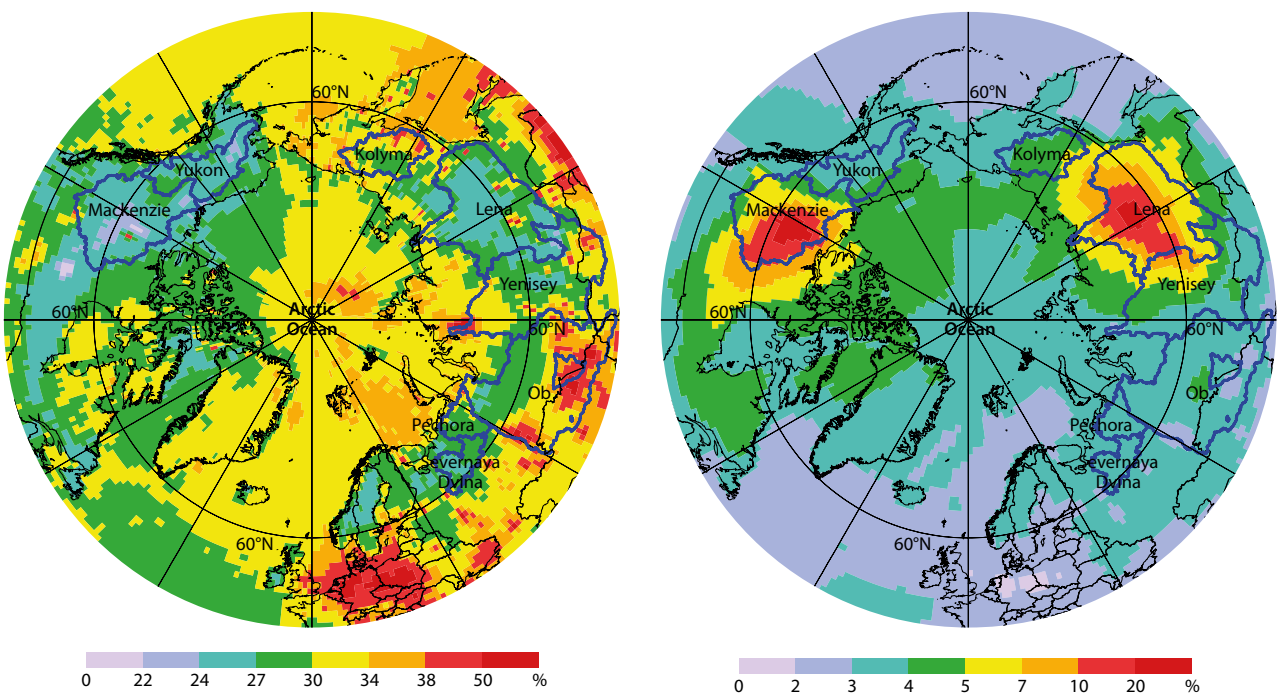 60°N
Kolyma
Yukon
Mackenzie
Lena
Yenisey
Arctic
Ocean
60°N
60°N
Ob
Pechora
Severnaya
Dvina
60°N
0 22 24 27 30 34 38 50 %
60°N
Kolyma
Yukon
Mackenzie
Lena
Yenisey
Arctic
Ocean
60°N
60°N
Ob
Pechora
Severnaya
Dvina
60°N
0 2 3 4 5 7 10 20 %